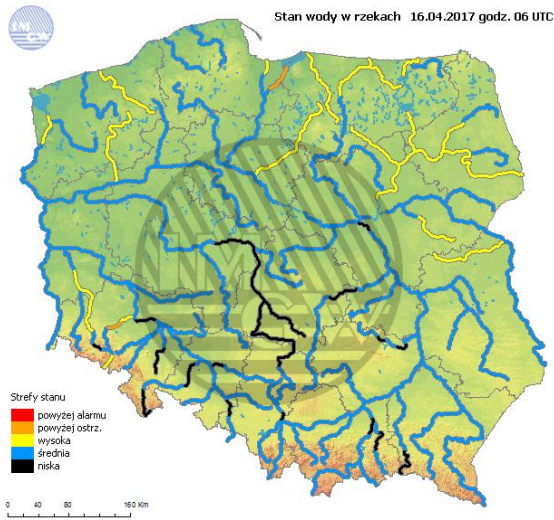 Stan wody w rzekach 16.04.2017 godz. 06 UTC
Strefy stanu
powyżej alarmu
powyżej ostrz.
wysoka
średnia
niska
0 40 80 160 Km